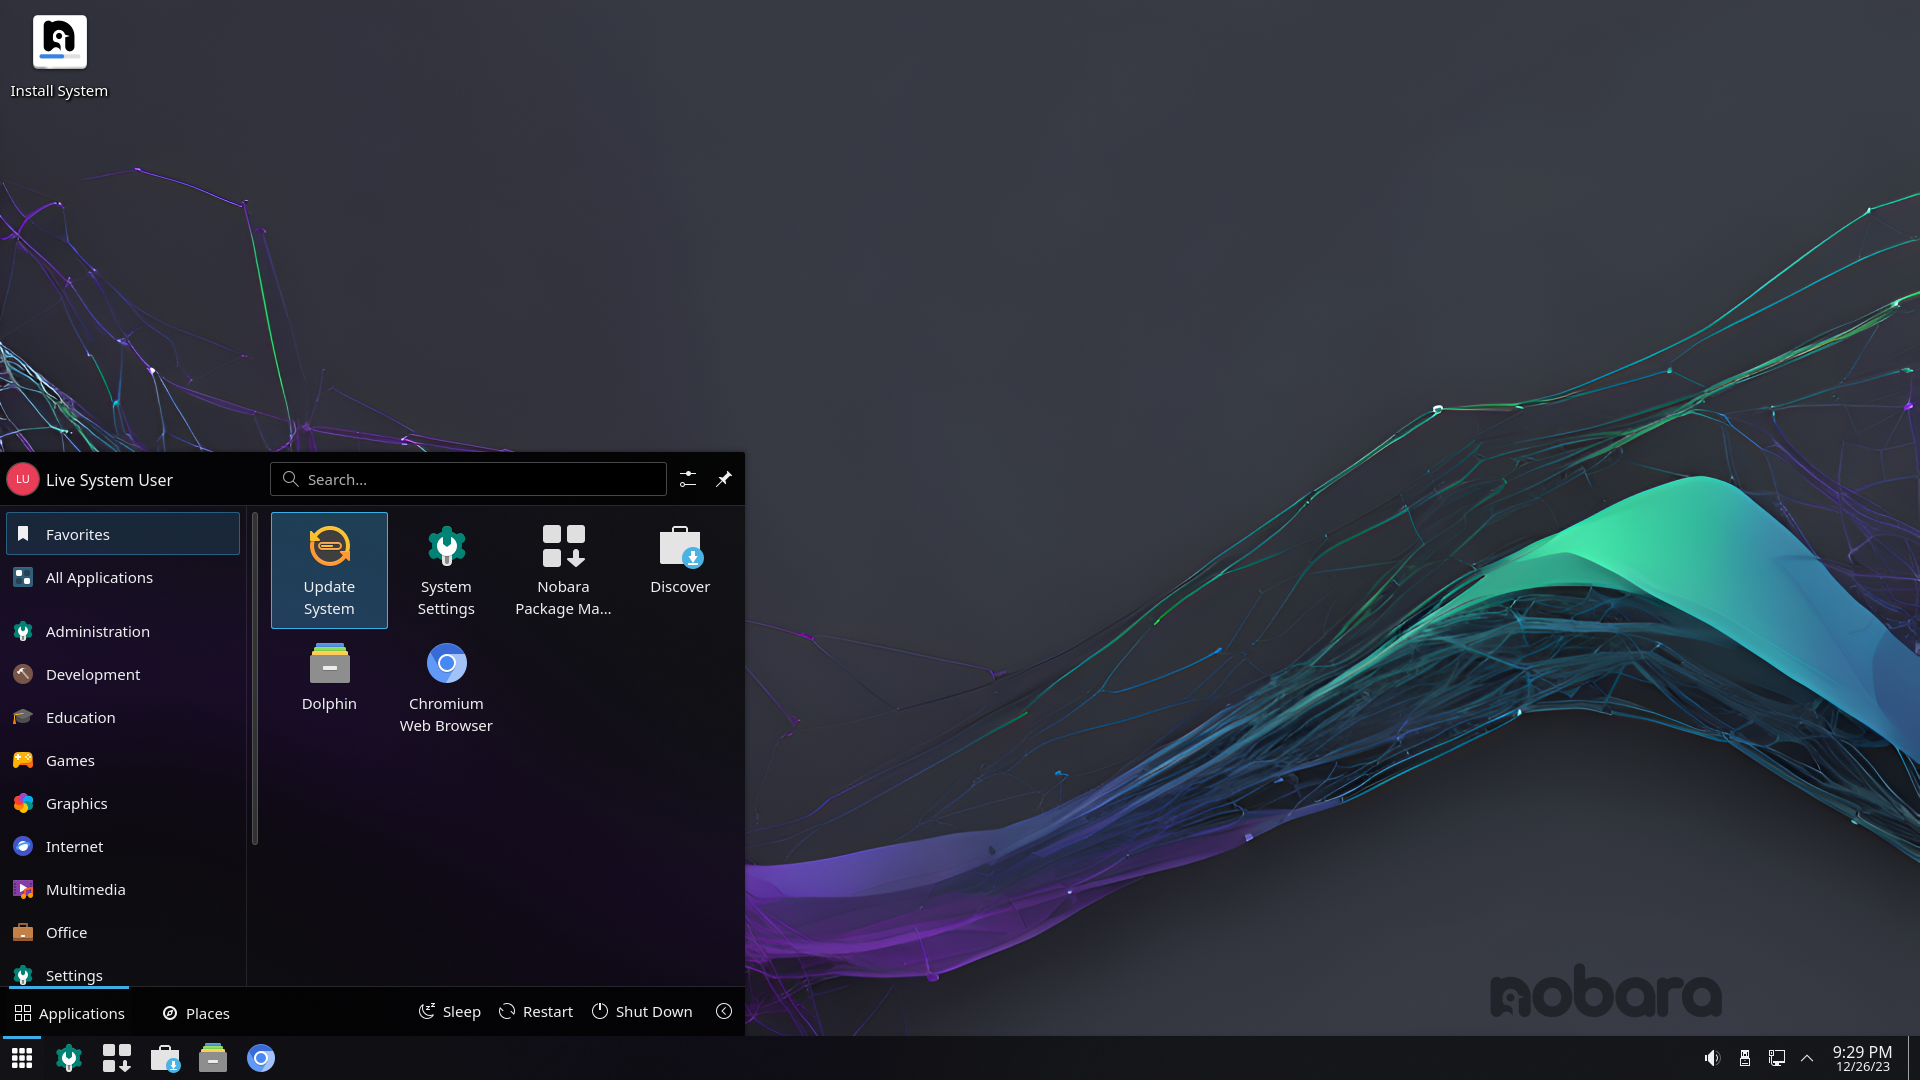 Install System
LU
Live System User
Search...
Favorites
All Applications
Administration
Development
Education
Games
Graphics
Internet
Multimedia
Office
Settings
Update
System
System
Settings
Nobara
Package Ma...
Discover
Dolphin
Chromium
Web Browser
Applications
Places
Sleep
Restart
Shut Down
nobara
9:29 PM
12/26/23